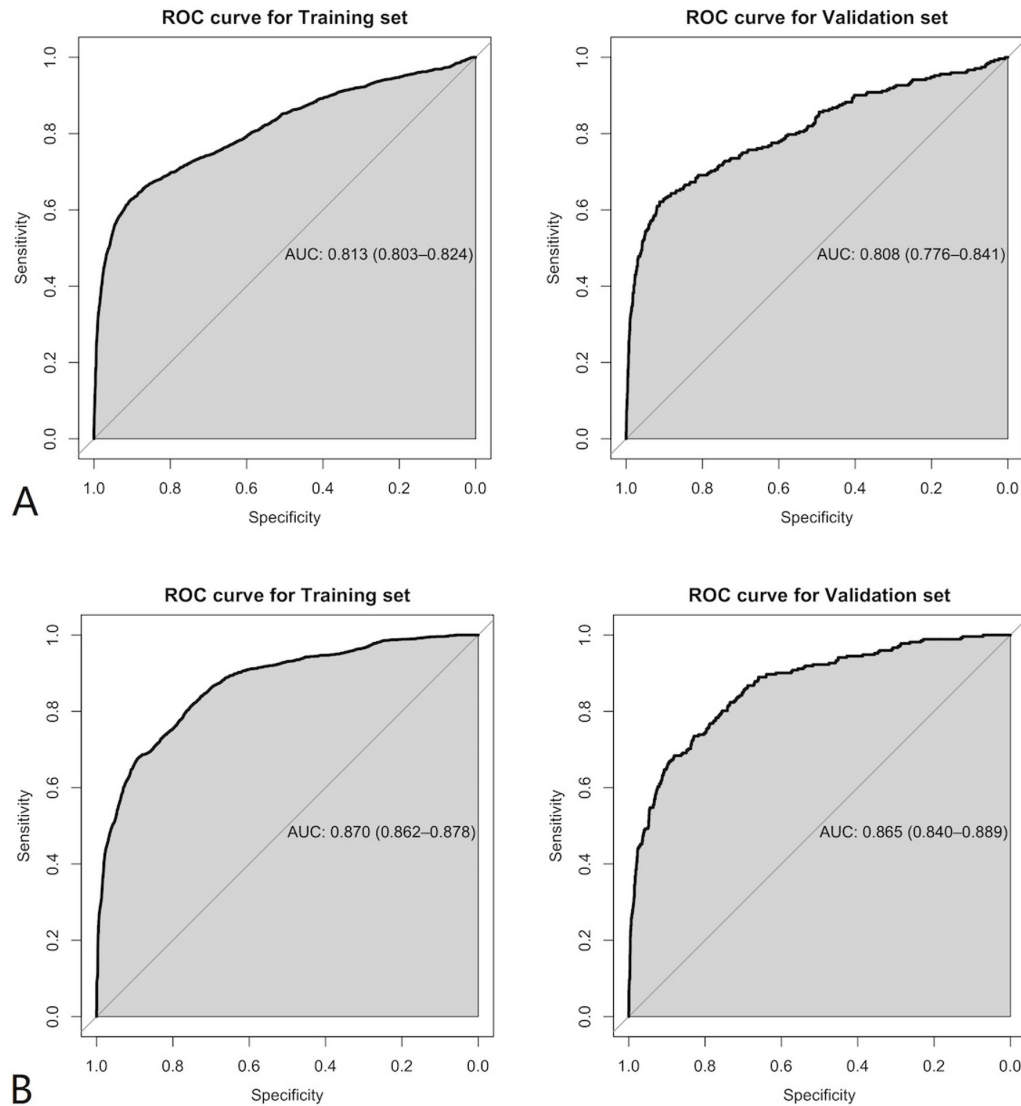 ROC curve for Training set
Sensitivity
1.0
0.8
0.6
0.4
0.2
0.0
AUC: 0.813 (0.803–0.824)
1.0 0.8 0.6 0.4 0.2 0.0
Specificity
ROC curve for Validation set
Sensitivity
1.0
0.8
0.6
0.4
0.2
0.0
AUC: 0.808 (0.776–0.841)
1.0 0.8 0.6 0.4 0.2 0.0
Specificity
A
ROC curve for Training set
Sensitivity
1.0
0.8
0.6
0.4
0.2
0.0
AUC: 0.870 (0.862–0.878)
1.0 0.8 0.6 0.4 0.2 0.0
Specificity
ROC curve for Validation set
Sensitivity
1.0
0.8
0.6
0.4
0.2
0.0
AUC: 0.865 (0.840–0.889)
1.0 0.8 0.6 0.4 0.2 0.0
Specificity
B